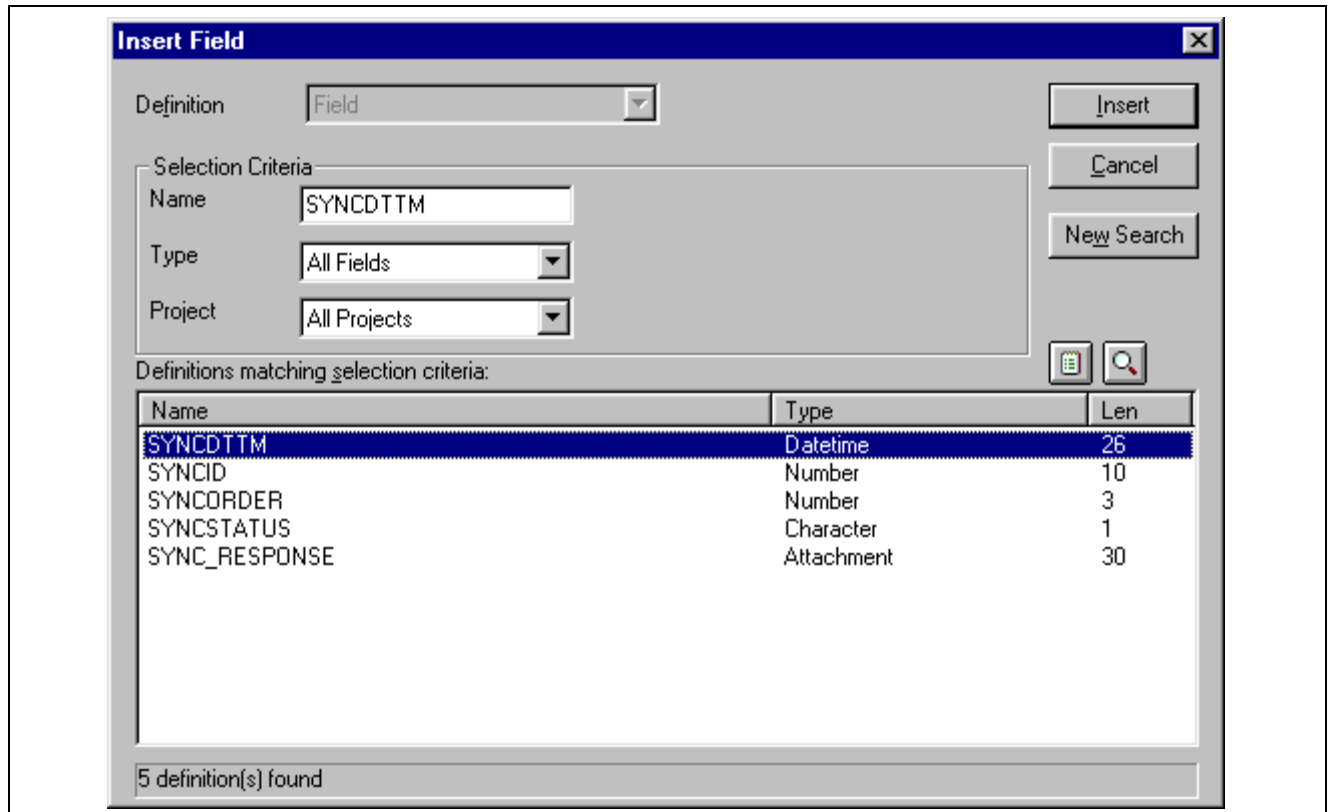 Insert Field
Definition Field Insert
Selection Criteria Cancel
Name SYNCDTTM
Type All Fields New Search
Project All Projects
Definitions matching selection criteria:
Name Type Len
SYNCDTTM Datetime 26
SYNCID Number 10
SYNCORDER Number 3
SYNCSTATUS Character 1
SYNC_RESPONSE Attachment 30
5 definition(s) found